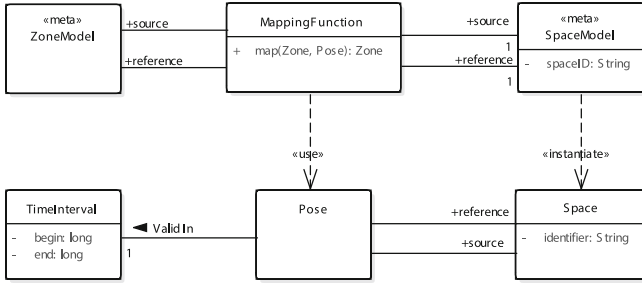 «meta»
ZoneModel
+source
+reference
MappingFunction
+ map(Zone, Pose): Zone
+source
1
+reference
1
«meta»
SpaceModel
- spaceID: String
«use»
«instantiate»
TimeInterval
- begin: long
- end: long
Valid In
1
Pose
+reference
+source
Space
- identifier: String